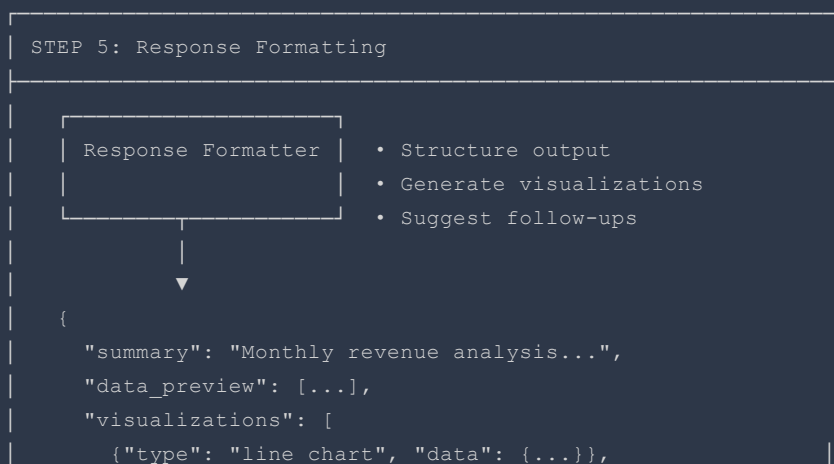 STEP 5: Response Formatting
Response Formatter • Structure output
• Generate visualizations
• Suggest follow-ups
{
"summary": "Monthly revenue analysis...",
"data_preview": [...],
"visualizations": [
{"type": "line chart", "data": {...}},